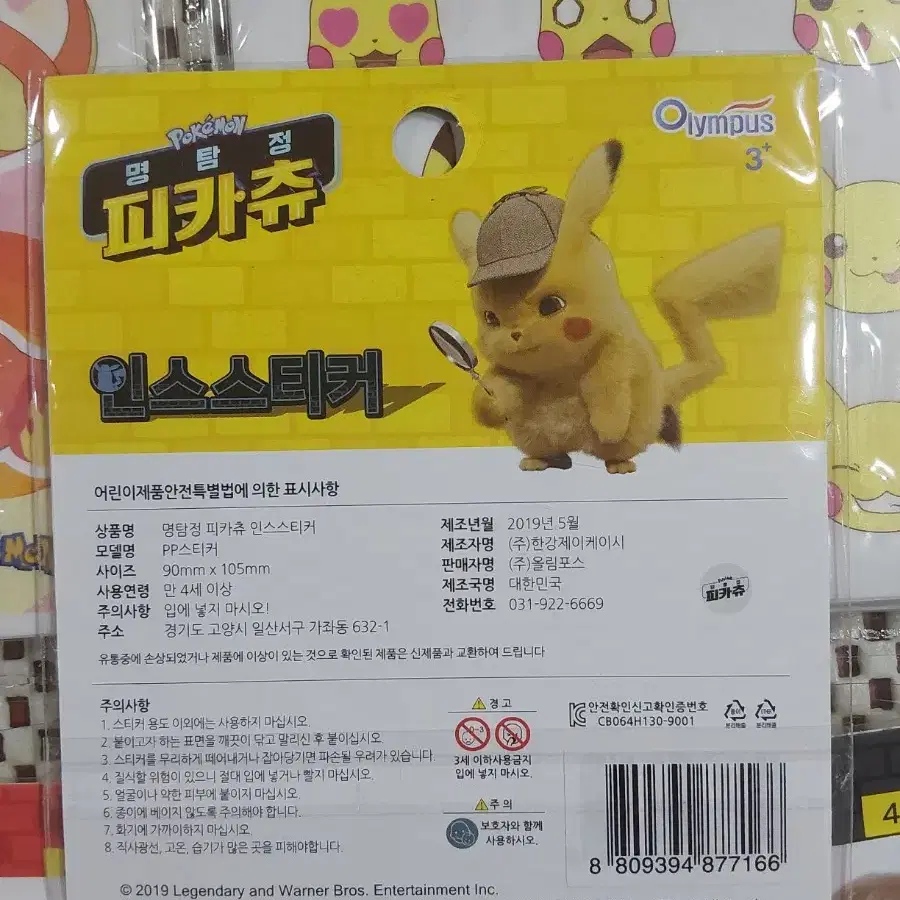 POKéMON
명탐정
피카츄
Olympus
3+
인스스티커
어린이제품안전특별법에 의한 표시사항
상품명 명탐정 피카츄 인스스티커
모델명 PP스티커
사이즈 90mm x 105mm
사용연령 만 4세 이상
주의사항 입에 넣지 마시오!
주소 경기도 고양시 일산서구 가좌동 632-1
제조년월 2019년 5월
제조자명 (주)한강제이케이시
판매자명 (주)올림포스
제조국명 대한민국
전화번호 031-922-6669
피카츄
유통중에 손상되었거나 제품에 이상이 있는 것으로 확인된 제품은 신제품과 교환하여 드립니다
주의사항
1. 스티커 용도 이외에는 사용하지 마십시오.
2. 붙이고자 하는 표면을 깨끗이 닦고 말리신 후 붙이십시오.
3. 스티커를 무리하게 떼어내거나 잡아당기면 파손될 우려가 있습니다.
4. 질식할 위험이 있으니 절대 입에 넣거나 빨지 마십시오.
5. 얼굴이나 약한 피부에 붙이지 마십시오.
6. 종이에 베이지 않도록 주의해야 합니다.
7. 화기에 가까이하지 마십시오.
8. 직사광선, 고온, 습기가 많은 곳을 피해야합니다.
경고
0-3
3세 이하사용금지
입에 넣지 마시오.
주의
보호자와 함께
사용하시오.
안전확인신고확인증번호
CB064H130-9001
8 809394 877166
© 2019 Legendary and Warner Bros. Entertainment Inc.
4